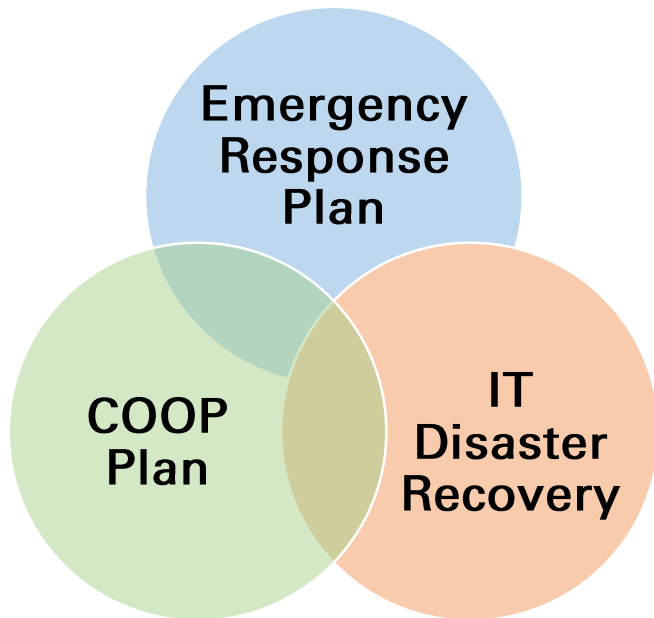 Emergency
Response
Plan
COOP
Plan
IT
Disaster
Recovery